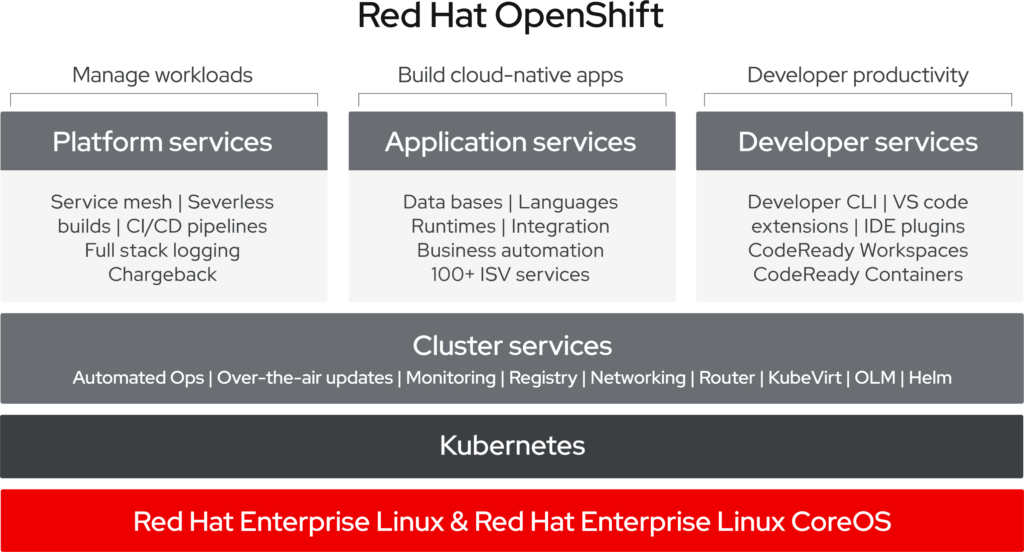 Red Hat OpenShift
Manage workloads
Build cloud-native apps
Developer productivity
Platform services
Application services
Developer services
Service mesh | Severless
builds | CI/CD pipelines
Full stack logging
Chargeback
Data bases | Languages
Runtimes | Integration
Business automation
100+ ISV services
Developer CLI | VS code
extensions | IDE plugins
CodeReady Workspaces
CodeReady Containers
Cluster services
Automated Ops | Over-the-air updates | Monitoring | Registry | Networking | Router | KubeVirt | OLM | Helm
Kubernetes
Red Hat Enterprise Linux & Red Hat Enterprise Linux CoreOS